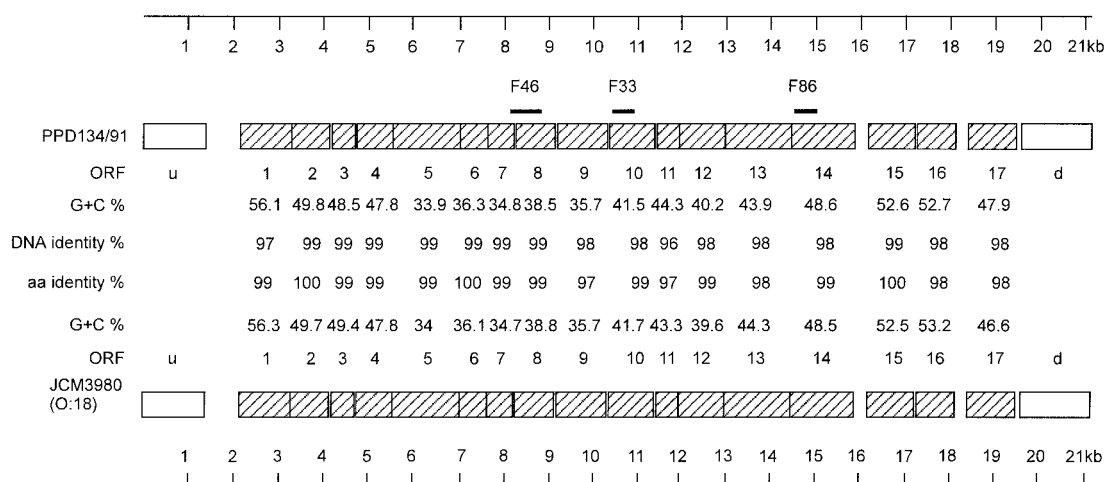 1 2 3 4 5 6 7 8 9 10 11 12 13 14 15 16 17 18 19 20 21kb
F46 F33 F86
PPD134/91
ORF u 1 2 3 4 5 6 7 8 9 10 11 12 13 14 15 16 17 d
G+C % 56.1 49.8 48.5 47.8 33.9 36.3 34.8 38.5 35.7 41.5 44.3 40.2 43.9 48.6 52.6 52.7 47.9
DNA identity % 97 99 99 99 99 99 99 99 98 98 96 98 98 98 99 98 98
aa identity % 99 100 99 99 99 100 99 99 97 99 97 99 98 99 100 98 98
G+C % 56.3 49.7 49.4 47.8 34 36.1 34.7 38.8 35.7 41.7 43.3 39.6 44.3 48.5 52.5 53.2 46.6
ORF u 1 2 3 4 5 6 7 8 9 10 11 12 13 14 15 16 17 d
JCM3980
(O:18)
1 2 3 4 5 6 7 8 9 10 11 12 13 14 15 16 17 18 19 20 21kb